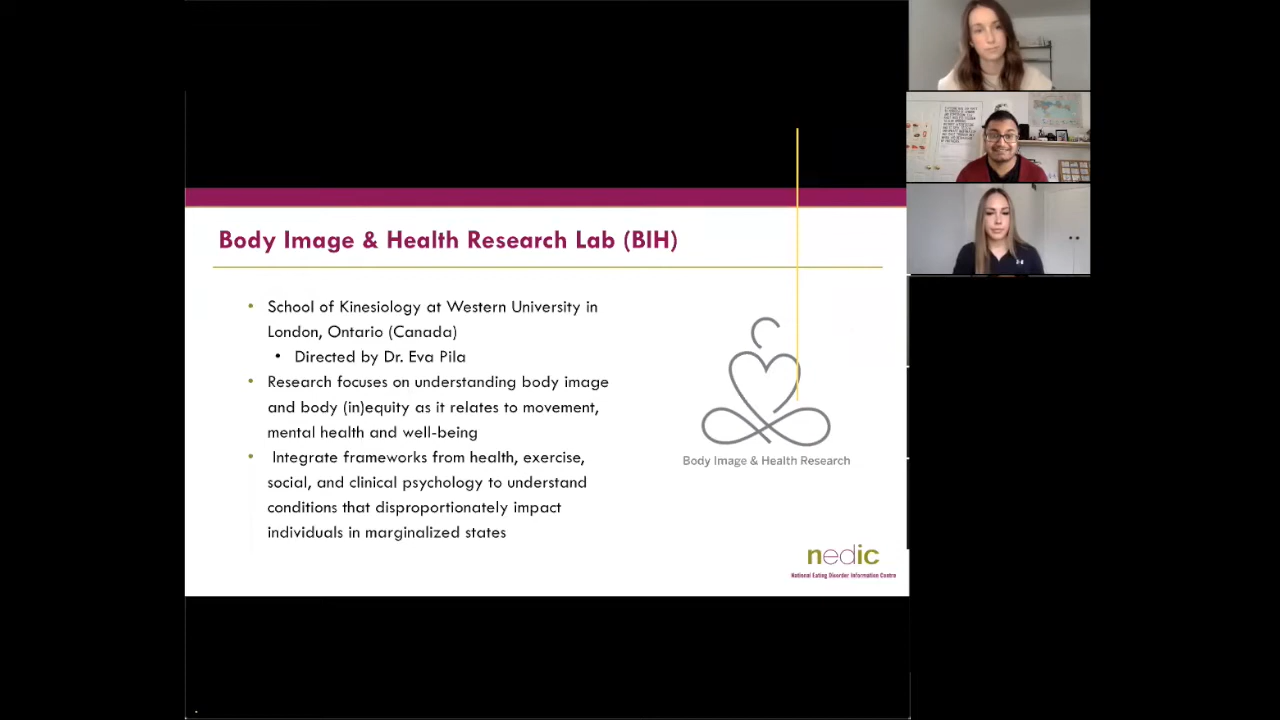 Body Image & Health Research Lab (BIH)
• School of Kinesiology at Western University in
London, Ontario (Canada)
• Directed by Dr. Eva Pila
• Research focuses on understanding body image
and body (in)equity as it relates to movement,
mental health and well-being
• Integrate frameworks from health, exercise,
social, and clinical psychology to understand
conditions that disproportionately impact
individuals in marginalized states
Body Image & Health Research
nedic
National Eating Disorder Information Centre